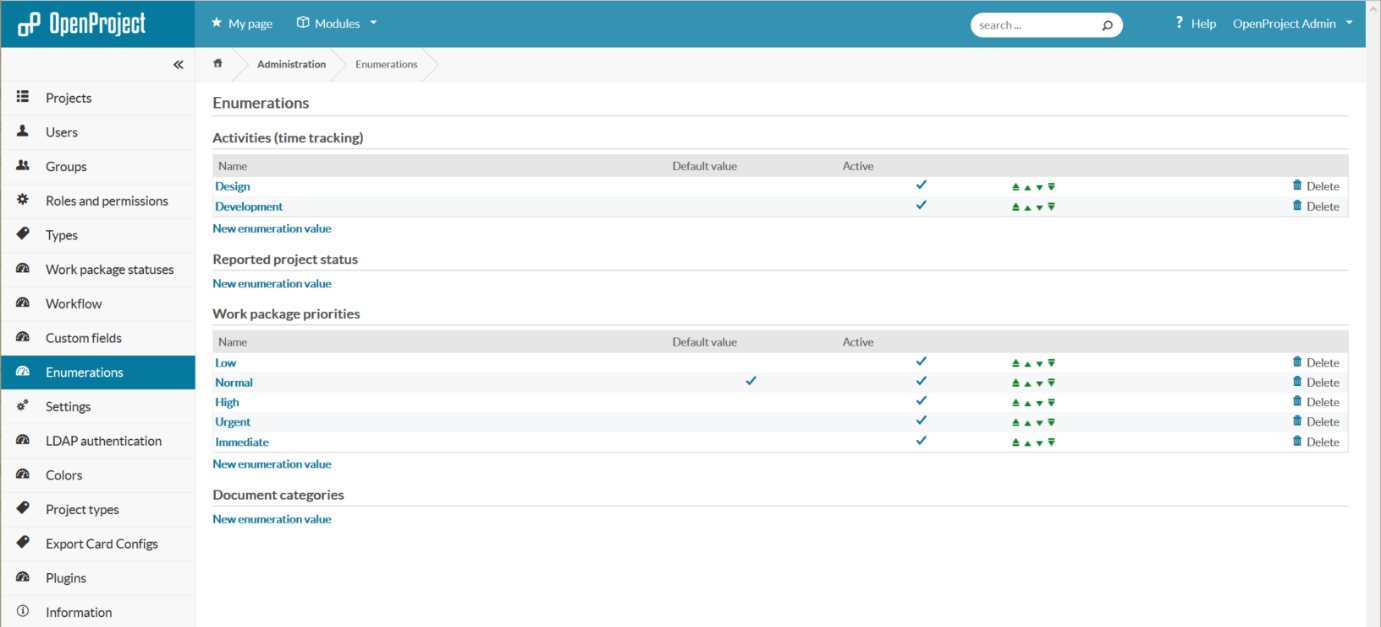 OpenProject My page Modules search ... Help OpenProject Admin
Administration Enumerations
Projects
Users
Groups
Roles and permissions
Types
Work package statuses
Workflow
Custom fields
Enumerations
Settings
LDAP authentication
Colors
Project types
Export Card Configs
Plugins
Information
Enumerations
Activities (time tracking)
Name Default value Active
Design Delete
Development Delete
New enumeration value
Reported project status
New enumeration value
Work package priorities
Name Default value Active
Low Delete
Normal Delete
High Delete
Urgent Delete
Immediate Delete
New enumeration value
Document categories
New enumeration value